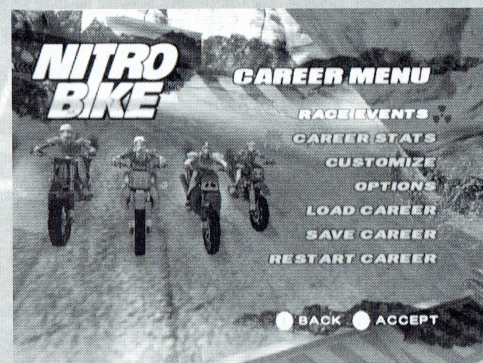 NITRO
BIKE
CAREER MENU
RACE EVENTS
CAREER STATS
CUSTOMIZE
OPTIONS
LOAD CAREER
SAVE CAREER
RESTART CAREER
BACK ACCEPT